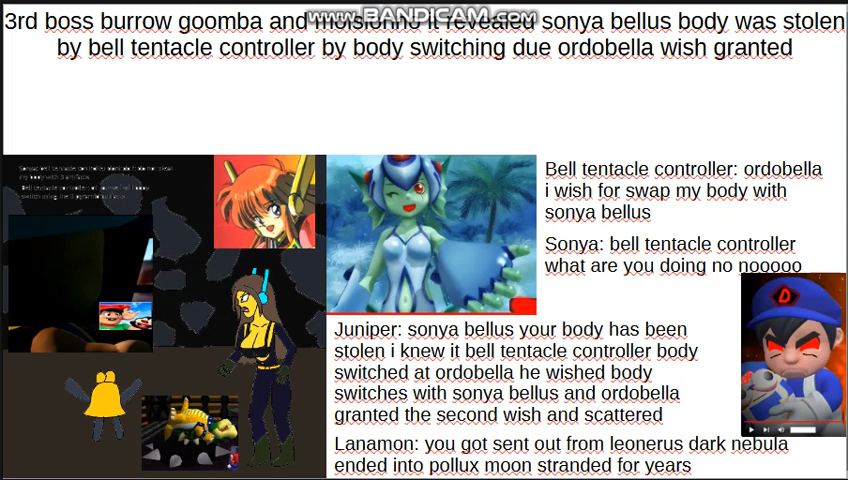 www.BANDICAM.com
3rd boss burrow goomba and it revealed sonya bellus body was stolen
by bell tentacle controller by body switching due ordobella wish granted
Bell tentacle controller: ordobella
i wish for swap my body with
sonya bellus
Sonya: bell tentacle controller
what are you doing no nooooo
D
Juniper: sonya bellus your body has been
stolen i knew it bell tentacle controller body
switched at ordobella he wished body
switches with sonya bellus and ordobella
granted the second wish and scattered
Lanamon: you got sent out from leonerus dark nebula
ended into pollux moon stranded for years